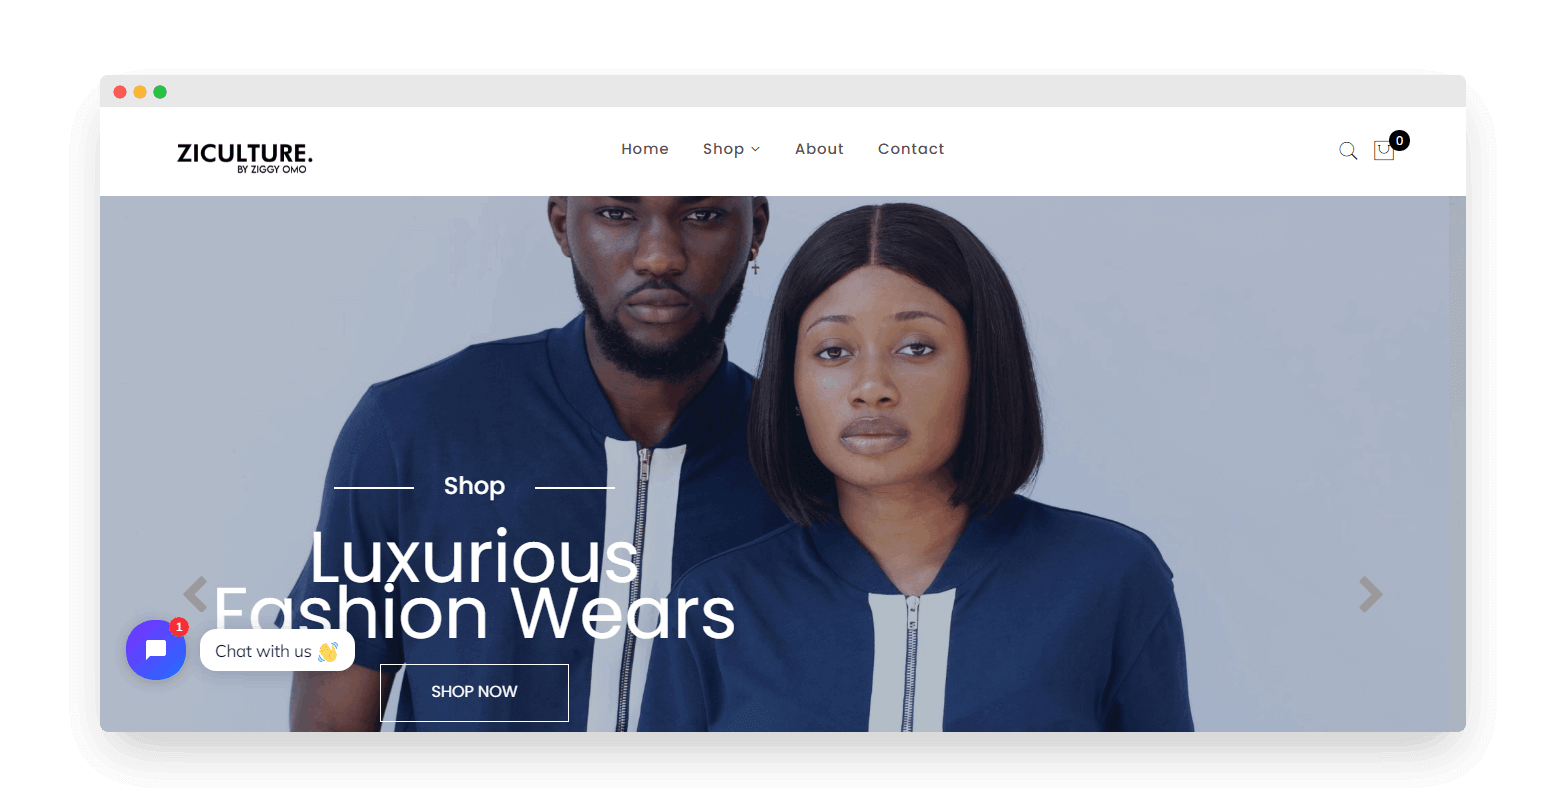 ZICULTURE.
BY ZIGGY OMO
Home Shop About Contact
0
Shop
Luxurious
Fashion Wears
1
Chat with us 👋
SHOP NOW